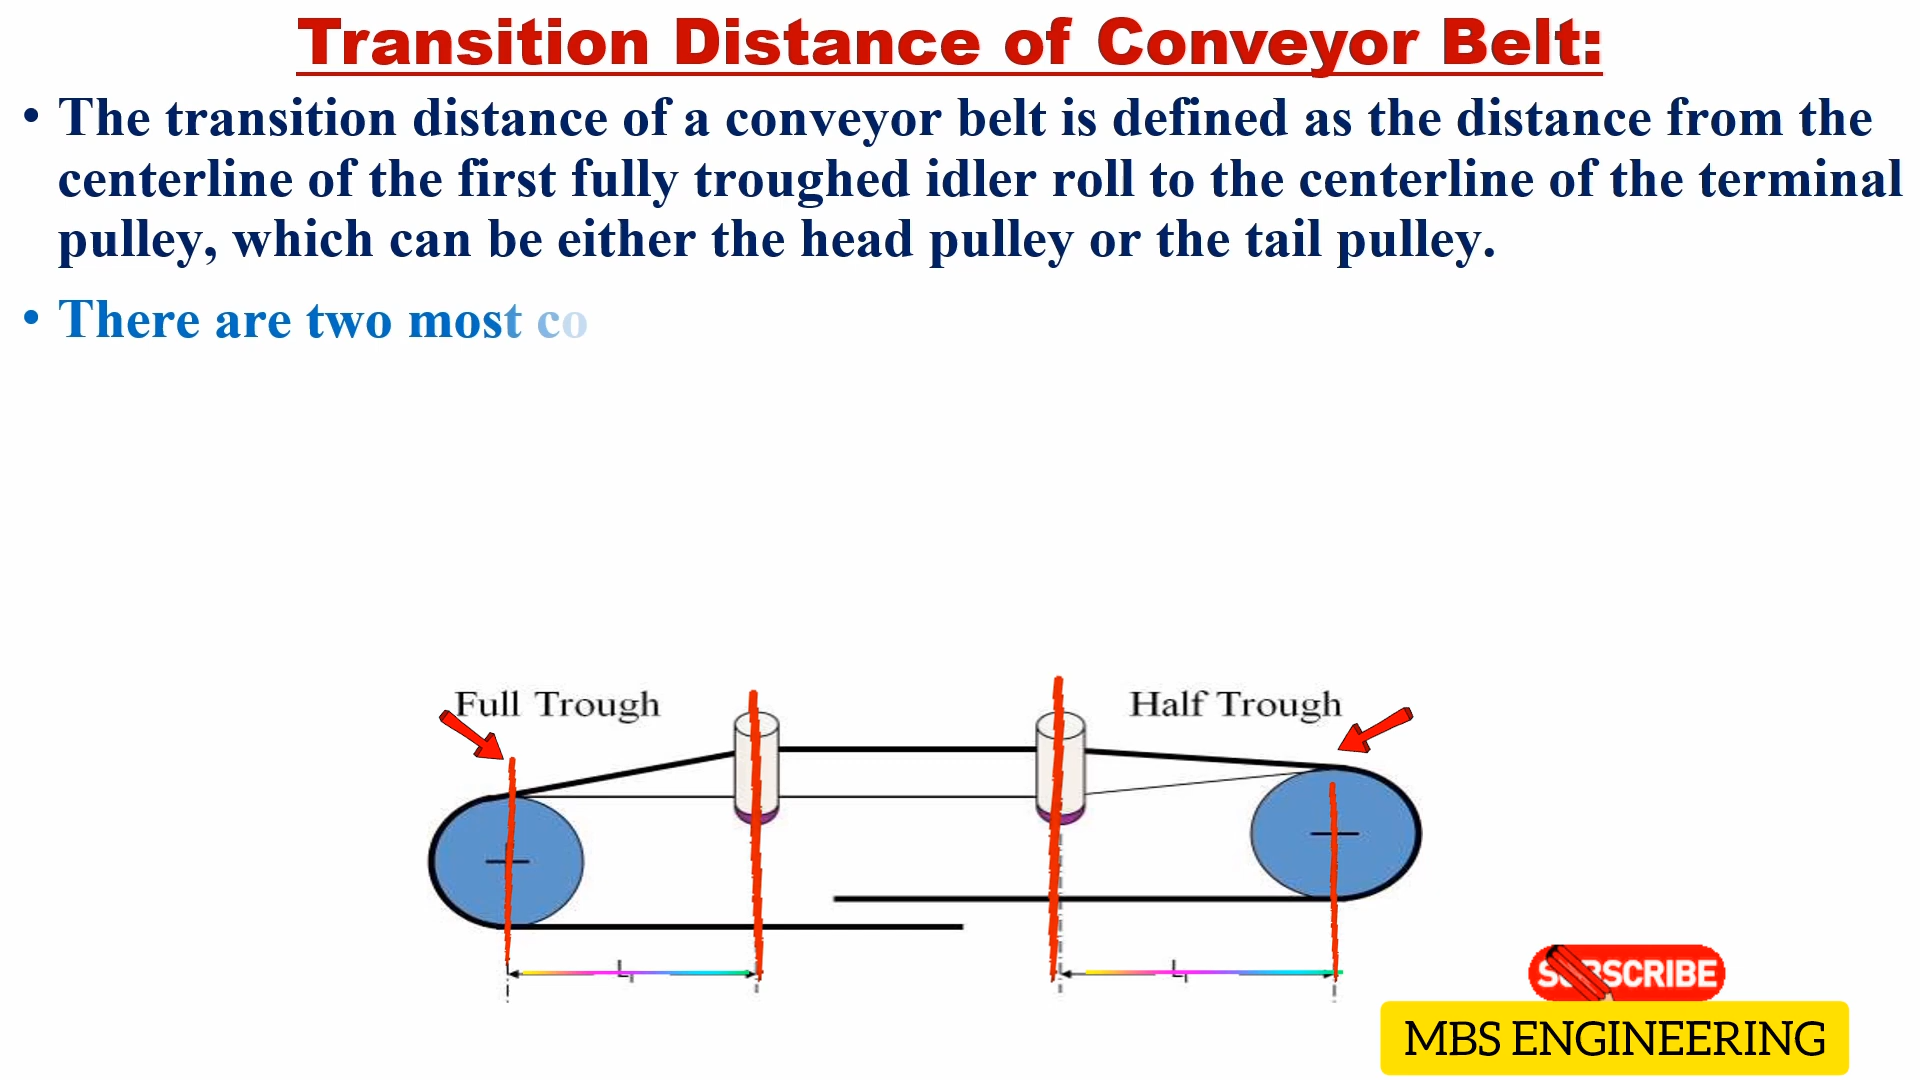 Transition Distance of Conveyor Belt:
• The transition distance of a conveyor belt is defined as the distance from the
centerline of the first fully troughed idler roll to the centerline of the terminal
pulley, which can be either the head pulley or the tail pulley.
• There are two most co
Full Trough
Half Trough
SUBSCRIBE
MBS ENGINEERING